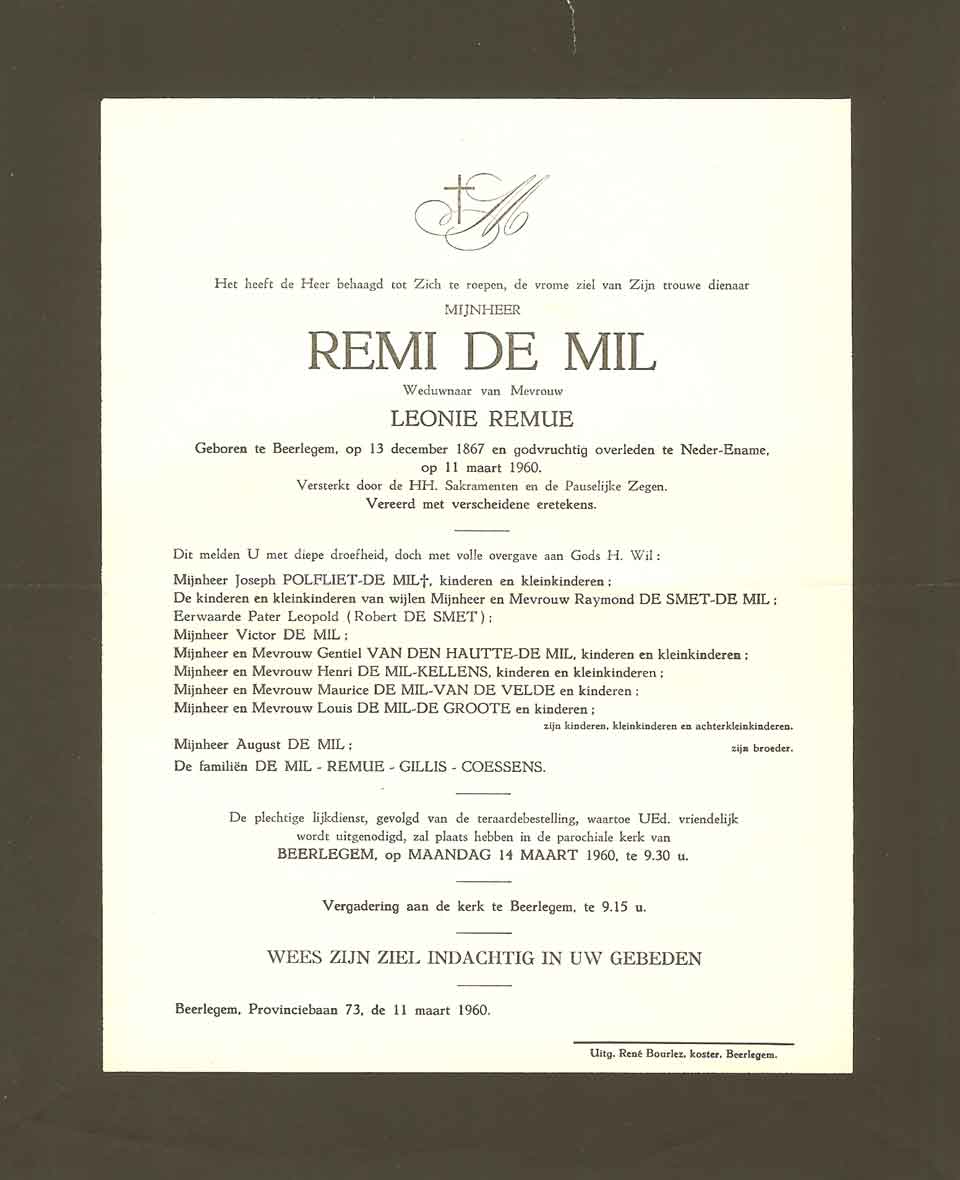 M
Het heeft de Heer behaagd tot Zich te roepen, de vrome ziel van Zijn trouwe dienaar
MIJNHEER
REMI DE MIL
Weduwnaar van Mevrouw
LEONIE REMUE
Geboren te Beerlegem, op 13 december 1867 en godvruchtig overleden te Neder-Ename,
op 11 maart 1960.
Versterkt door de HH. Sakramenten en de Pauselijke Zegen.
Vereerd met verscheidene eretekens.
Dit melden U met diepe droefheid, doch met volle overgave aan Gods H. Wil :
Mijnheer Joseph POLFLIET-DE MIL†, kinderen en kleinkinderen ;
De kinderen en kleinkinderen van wijlen Mijnheer en Mevrouw Raymond DE SMET-DE MIL ;
Eerwaarde Pater Leopold (Robert DE SMET) ;
Mijnheer Victor DE MIL ;
Mijnheer en Mevrouw Gentiel VAN DEN HAUTTE-DE MIL, kinderen en kleinkinderen ;
Mijnheer en Mevrouw Henri DE MIL-KELLENS, kinderen en kleinkinderen ;
Mijnheer en Mevrouw Maurice DE MIL-VAN DE VELDE en kinderen ;
Mijnheer en Mevrouw Louis DE MIL-DE GROOTE en kinderen ;
zijn kinderen, kleinkinderen en achterkleinkinderen.
Mijnheer August DE MIL ; zijn broeder.
De familiën DE MIL - REMUE - GILLIS - COESSENS.
De plechtige lijkdienst, gevolgd van de teraardebestelling, waartoe UEd. vriendelijk
wordt uitgenodigd, zal plaats hebben in de parochiale kerk van
BEERLEGEM, op MAANDAG 14 MAART 1960, te 9.30 u.
Vergadering aan de kerk te Beerlegem, te 9.15 u.
WEES ZIJN ZIEL INDACHTIG IN UW GEBEDEN
Beerlegem, Provinciebaan 73, de 11 maart 1960.
Uitg. René Bourlez, koster, Beerlegem.